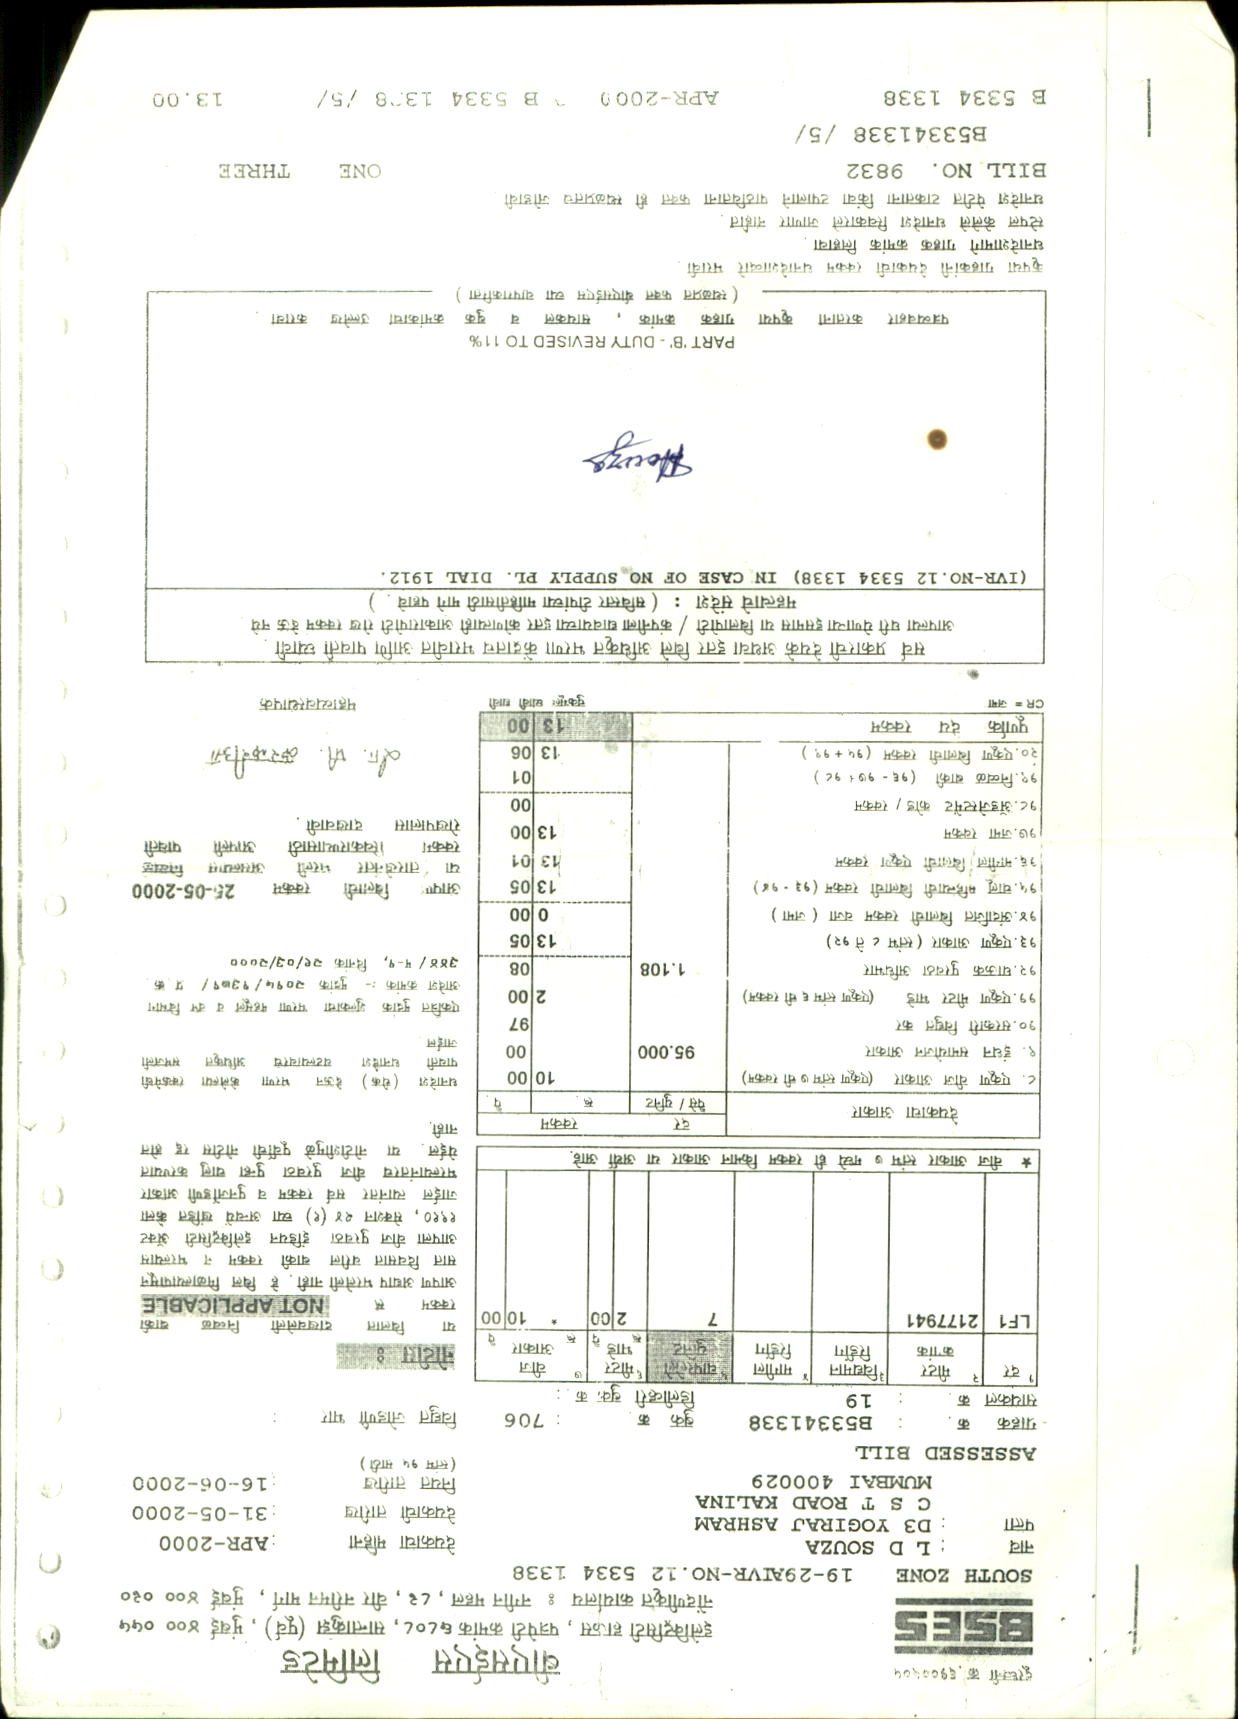 दूरध्वनी क्र. ६१००५०५
बीएसईएस लिमिटेड
BSES
इलेक्ट्रिसिटी हाऊस, पत्रपेटी क्रमांक ६८०८, सान्ताक्रुझ (पूर्व), मुंबई ४०० ०५५
नोंदणीकृत कार्यालय : नगीन महल, ८२, वीर नरीमन मार्ग, मुंबई ४०० ०२०
SOUTH ZONE 19-29AIVR-NO.12 5334 1338
नाव : L D SOUZA
पत्ता : D3 YOGIRAJ ASHRAM
C S T ROAD KALINA
MUMBAI 400029
देयकाचा महिना :APR-2000
देयकाची तारीख :31-05-2000
नियत तारीख :16-06-2000
(स्तंभ १५ साठी)
ASSESSED BILL
ग्राहक क्र. : B53341338 बुक क्र : 706 विद्युत जोडणी भार :
सायकल क्र. : 19 डिलीव्हरी बुक क्र :
१ दर २ मीटर क्रमांक ३ विद्यमान रिडींग ४ मागील रिडींग ५ वापरलेले युनिट ६ मीटर भाडे रू पै ७ वीज आकार रू पै
LF1 2177941 7 2 00 * 10 00
* वीज आकार स्तंभ ७ मध्ये ही रक्कम किमान आकार या अर्थी आहे.
नोटीस :
या बिलात दाखवलेली निव्वळ बाकी
रक्कम रू NOT APPLICABLE
आपण अद्याप भरलेली नाही. हे बिल मिळाल्यापासून
सात दिवसात वरील बाकी रक्कम न भरल्यास
आपला वीज पुरवठा इंडियन इलेक्ट्रिसिटी ॲक्ट
१९१०, सेक्शन २४ (१) च्या अन्वयें खंडित केला
जाईल त्यानंतर सर्व रक्कम व पुनर्जोडणी आकार
भरल्यानंतरच वीज पुरवठा पुन्हा चालु करण्यात
येईल. या नोटीशीमुळे पूर्वीची नोटीस रद्द होत
नाही.
देयकाचा आकार दर पैसे / युनिट रक्कम रू. पै.
८. एकूण वीज आकार (एकूण स्तंभ ७ ची रक्कम) 10 00
९. इंधन समायोजन आकार 95.000 00
१०.सरकारी विद्युत कर 97
११.एकूण मीटर भाडे (एकूण स्तंभ ६ ची रक्कम) 2 00
१२.घाऊक पुरवठा अधिभार 1.108 08
१३.एकूण आकार (स्तंभ ८ ते १२) 13 05
१४.अंदाजित बिलाची रक्कम वजा (जमा) 0 00
१५.चालू महिन्याची बिलाची रक्कम (१३ - १४) 13 05
१६.मागील बिलाची एकूण रक्कम 13 01
१७.जमा रक्कम 13 00
१८.ॲडजेस्टमेंट कोड / रक्कम 00
१९.निव्वळ बाकी (१६ - १७ १८) 01
२०.एकूण बिलाची रक्कम (१५ + १९) 13 06
पूर्णाक देय रक्कम 13 00
CR = जमा चुकभूल द्यावी घ्यावी
धनादेश (चेक) देऊन भरणा केलेल्या रक्कमेची
पावती धनादेश वटल्यावरच अधिकृत समजली
जाईल
एकत्रित मुद्रांक शुल्काचा भरणा महसूल व वन विभाग
आदेश क्रमांक :- मुद्रांक २०१५/१३७१/ प्र क्र
३४४/ म-१, दिनांक २९/०३/२०००
आपण बिलाची रक्कम 25-05-2000
या तारखेनंतर भरली असल्यास निव्वळ
रक्कम स्विकारण्यासाठी आपली पावती
रोखपालास दाखवावी.
महाव्यवस्थापक
सर्व प्रकारची देयके अथवा इतर बिले अधिकृत भरणा केंद्रातच भरावीत आणि पावती घ्यावी.
आपल्या घरी येणाऱ्या इसमास या बिलापोटी / कंपनीला द्यावयाच्या इतर कोणत्याही आकारापोटी रोख रक्कम देऊ नये
महत्वाचे संदेश : (सविस्तर टीपांच्या माहितीसाठी मागे पहावे.)
(IVR-NO.12 5334 1338) IN CASE OF NO SUPPLY PL. DIAL 1912.
PART 'B' - DUTY REVISED TO 11%
पत्रव्यवहार करताना कृपया ग्राहक क्रमांक, सायकल व बुक क्रमांकाचा उल्लेख करावा.
(स्थळप्रत फक्त बीएसईएस च्या वापराकरिता)
कृपया ग्राहकांनी देयकाची रक्कम धनादेशाव्दारे भरावी.
धनादेशामागे ग्राहक क्रमांक लिहावा.
स्टेपल केलेले धनादेश स्विकारले जाणार नाहीत.
धनादेश पेटीत टाकताना किंवा टपालाने पाठविताना फक्त ही स्थळप्रतच जोडावी
BILL NO. 9832 ONE THREE
B53341338 /5/
B 5334 1338 APR-2000 B 5334 1338 /5/ 13.00